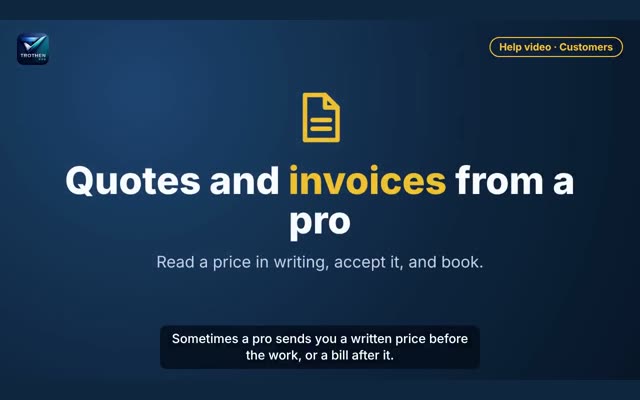 TROTHEN
Help video · Customers
Quotes and invoices from a
pro
Read a price in writing, accept it, and book.
Sometimes a pro sends you a written price before
the work, or a bill after it.